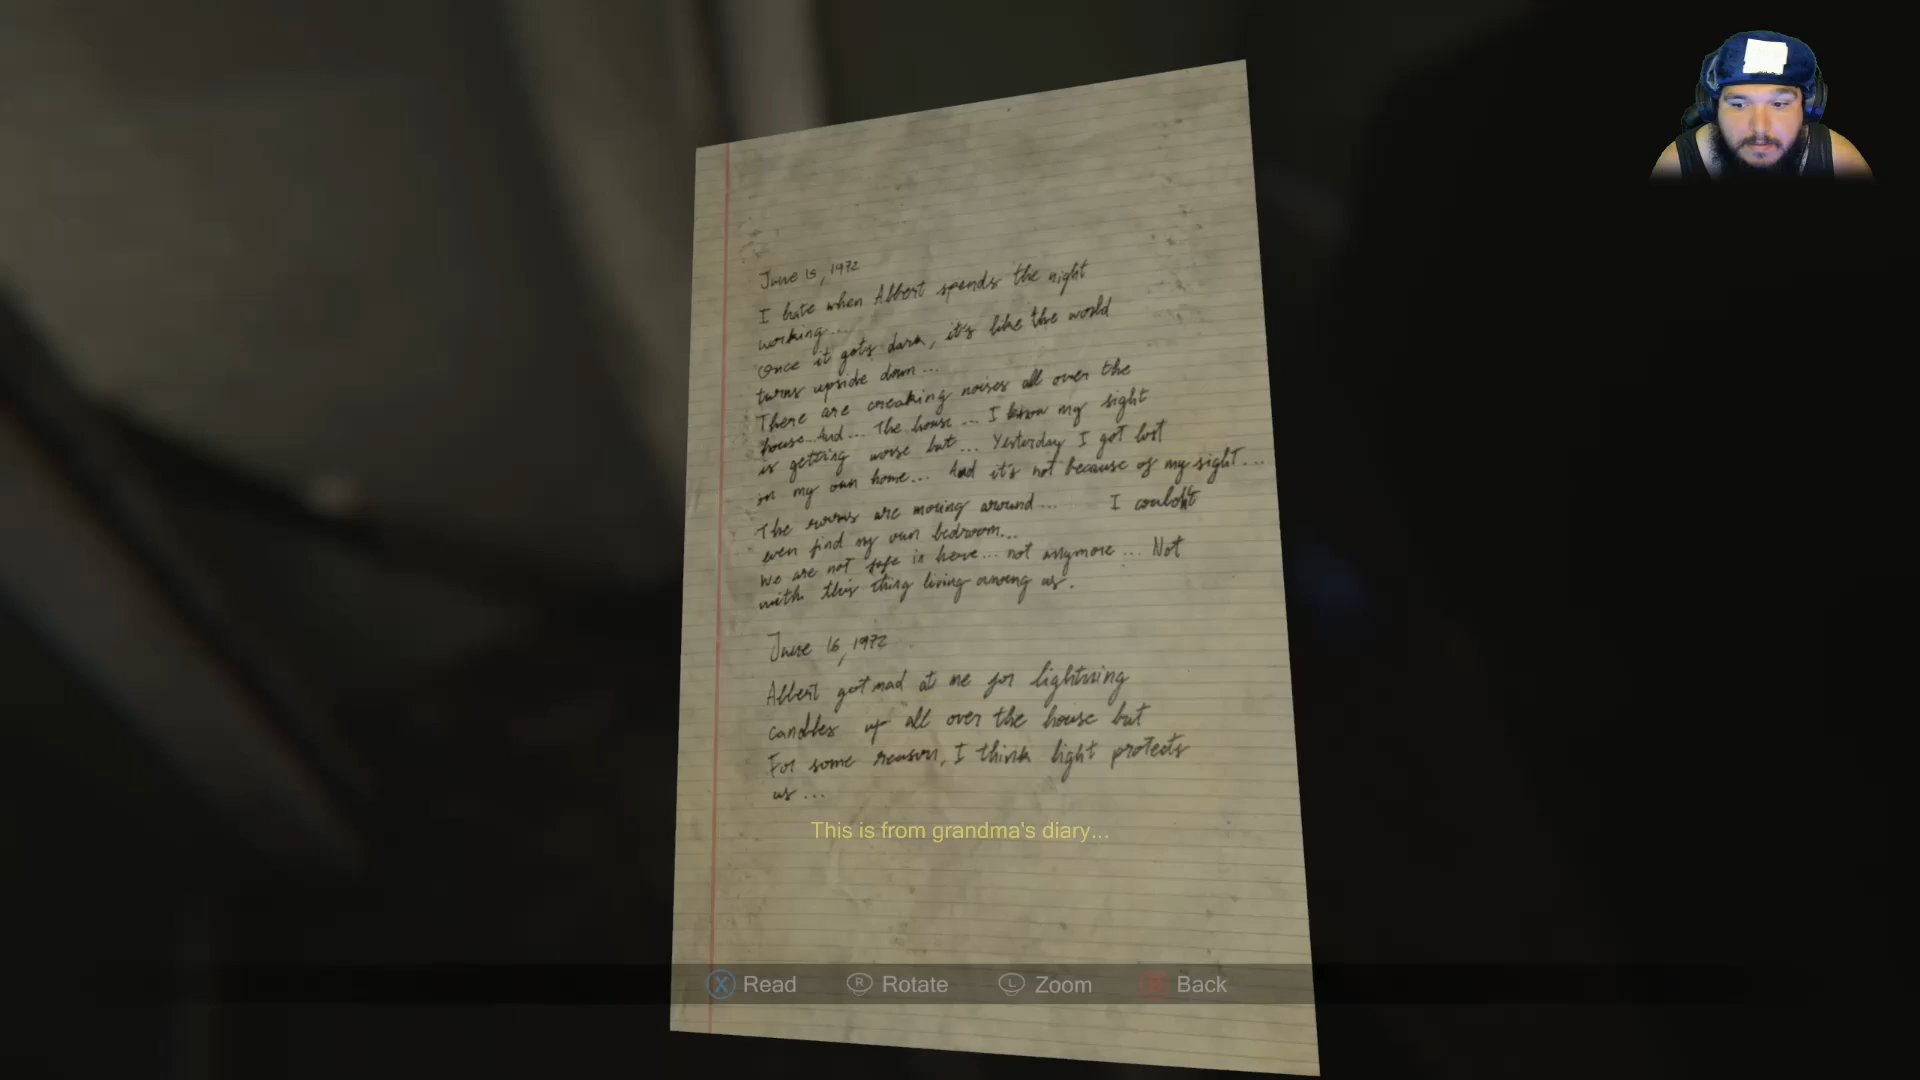 June 15, 1972
I hate when Albert spends the night
working...
Once it gets dark, it's like the world
turns upside down...
There are creaking noises all over the
house. And... The house... I know my sight
is getting worse but... Yesterday I got lost
in my own home... And it's not because of my sight...
The rooms are moving around... I couldn't
even find my own bedroom...
We are not safe in here... not anymore... Not
with this thing living among us.
June 16, 1972
Albert got mad at me for lightning
candles up all over the house but
For some reason, I think light protects
us...
This is from grandma's diary...
X Read R Rotate L Zoom B Back